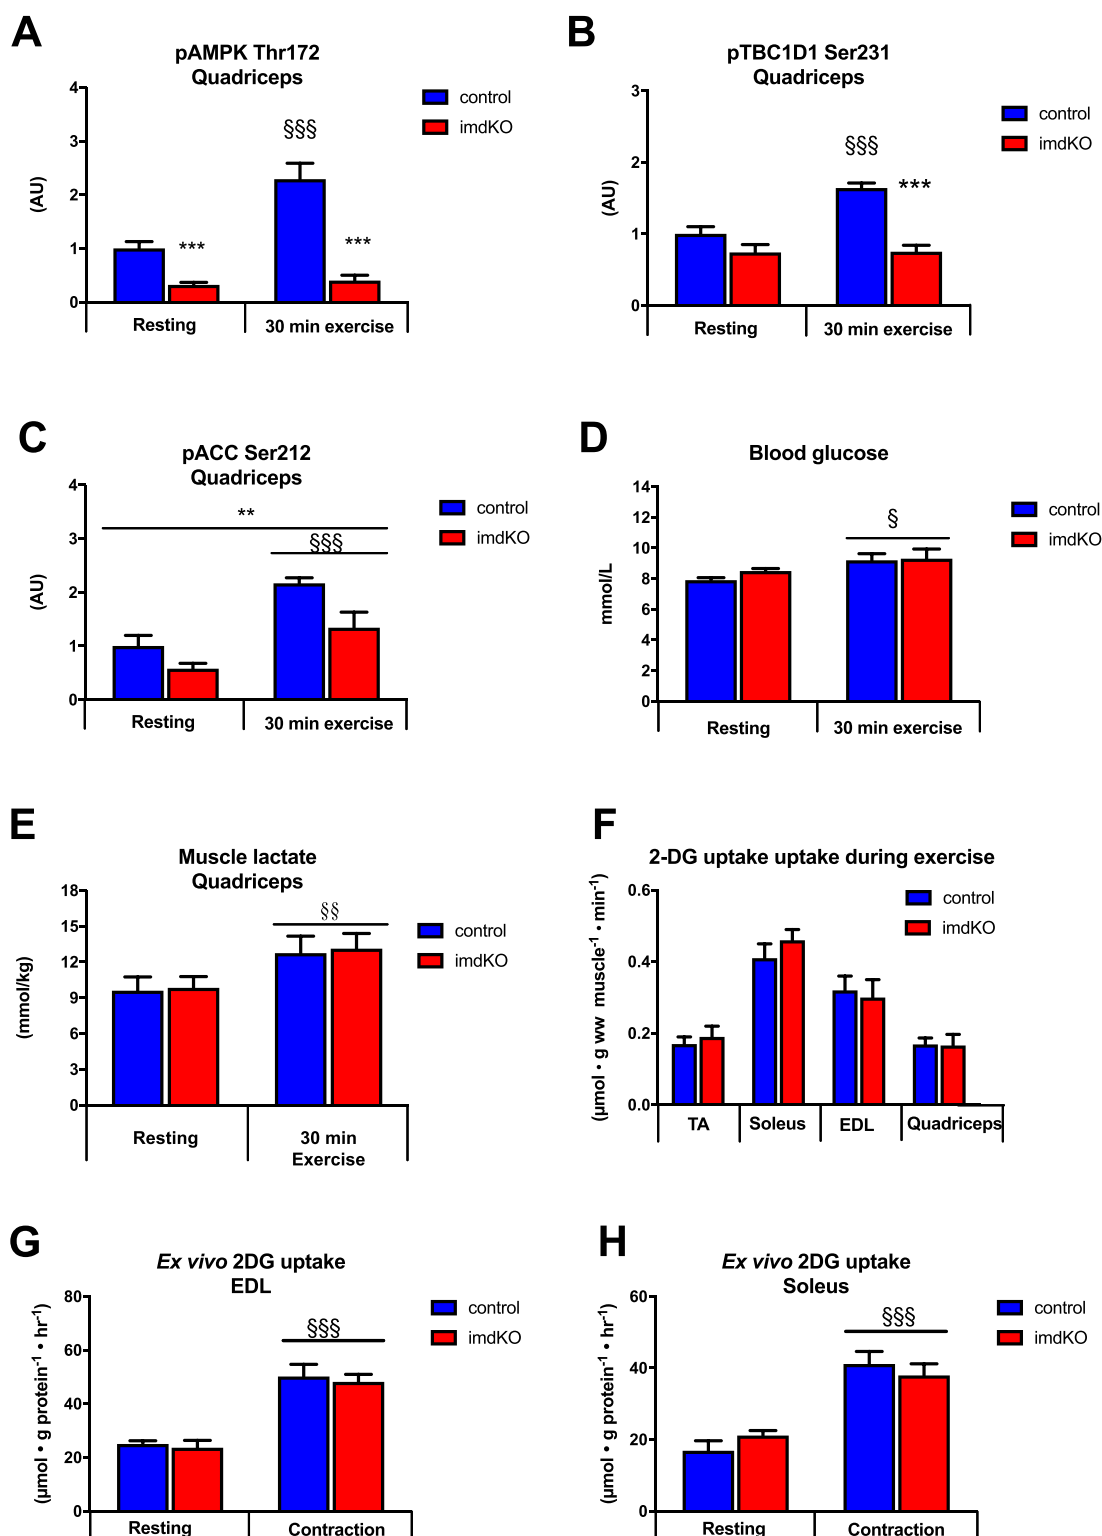 A
pAMPK Thr172
Quadriceps
(AU)
4
3
2
1
0
§§§
***
***
control
imdKO
Resting
30 min exercise
B
pTBC1D1 Ser231
Quadriceps
(AU)
3
2
1
0
§§§
***
control
imdKO
Resting
30 min exercise
C
pACC Ser212
Quadriceps
(AU)
4
3
2
1
0
**
§§§
control
imdKO
Resting
30 min exercise
D
Blood glucose
mmol/L
14
12
10
8
6
4
2
0
§
control
imdKO
Resting
30 min exercise
E
Muscle lactate
Quadriceps
(mmol/kg)
18
15
12
9
6
3
0
§§
control
imdKO
Resting
30 min
Exercise
F
2-DG uptake uptake during exercise
(µmol • g ww muscle⁻¹ • min⁻¹)
0.6
0.4
0.2
0.0
control
imdKO
TA
Soleus
EDL
Quadriceps
G
Ex vivo 2DG uptake
EDL
(µmol • g protein⁻¹ • hr⁻¹)
80
60
40
20
0
§§§
control
imdKO
Resting
Contraction
H
Ex vivo 2DG uptake
Soleus
(µmol • g protein⁻¹ • hr⁻¹)
60
40
20
0
§§§
control
imdKO
Resting
Contraction